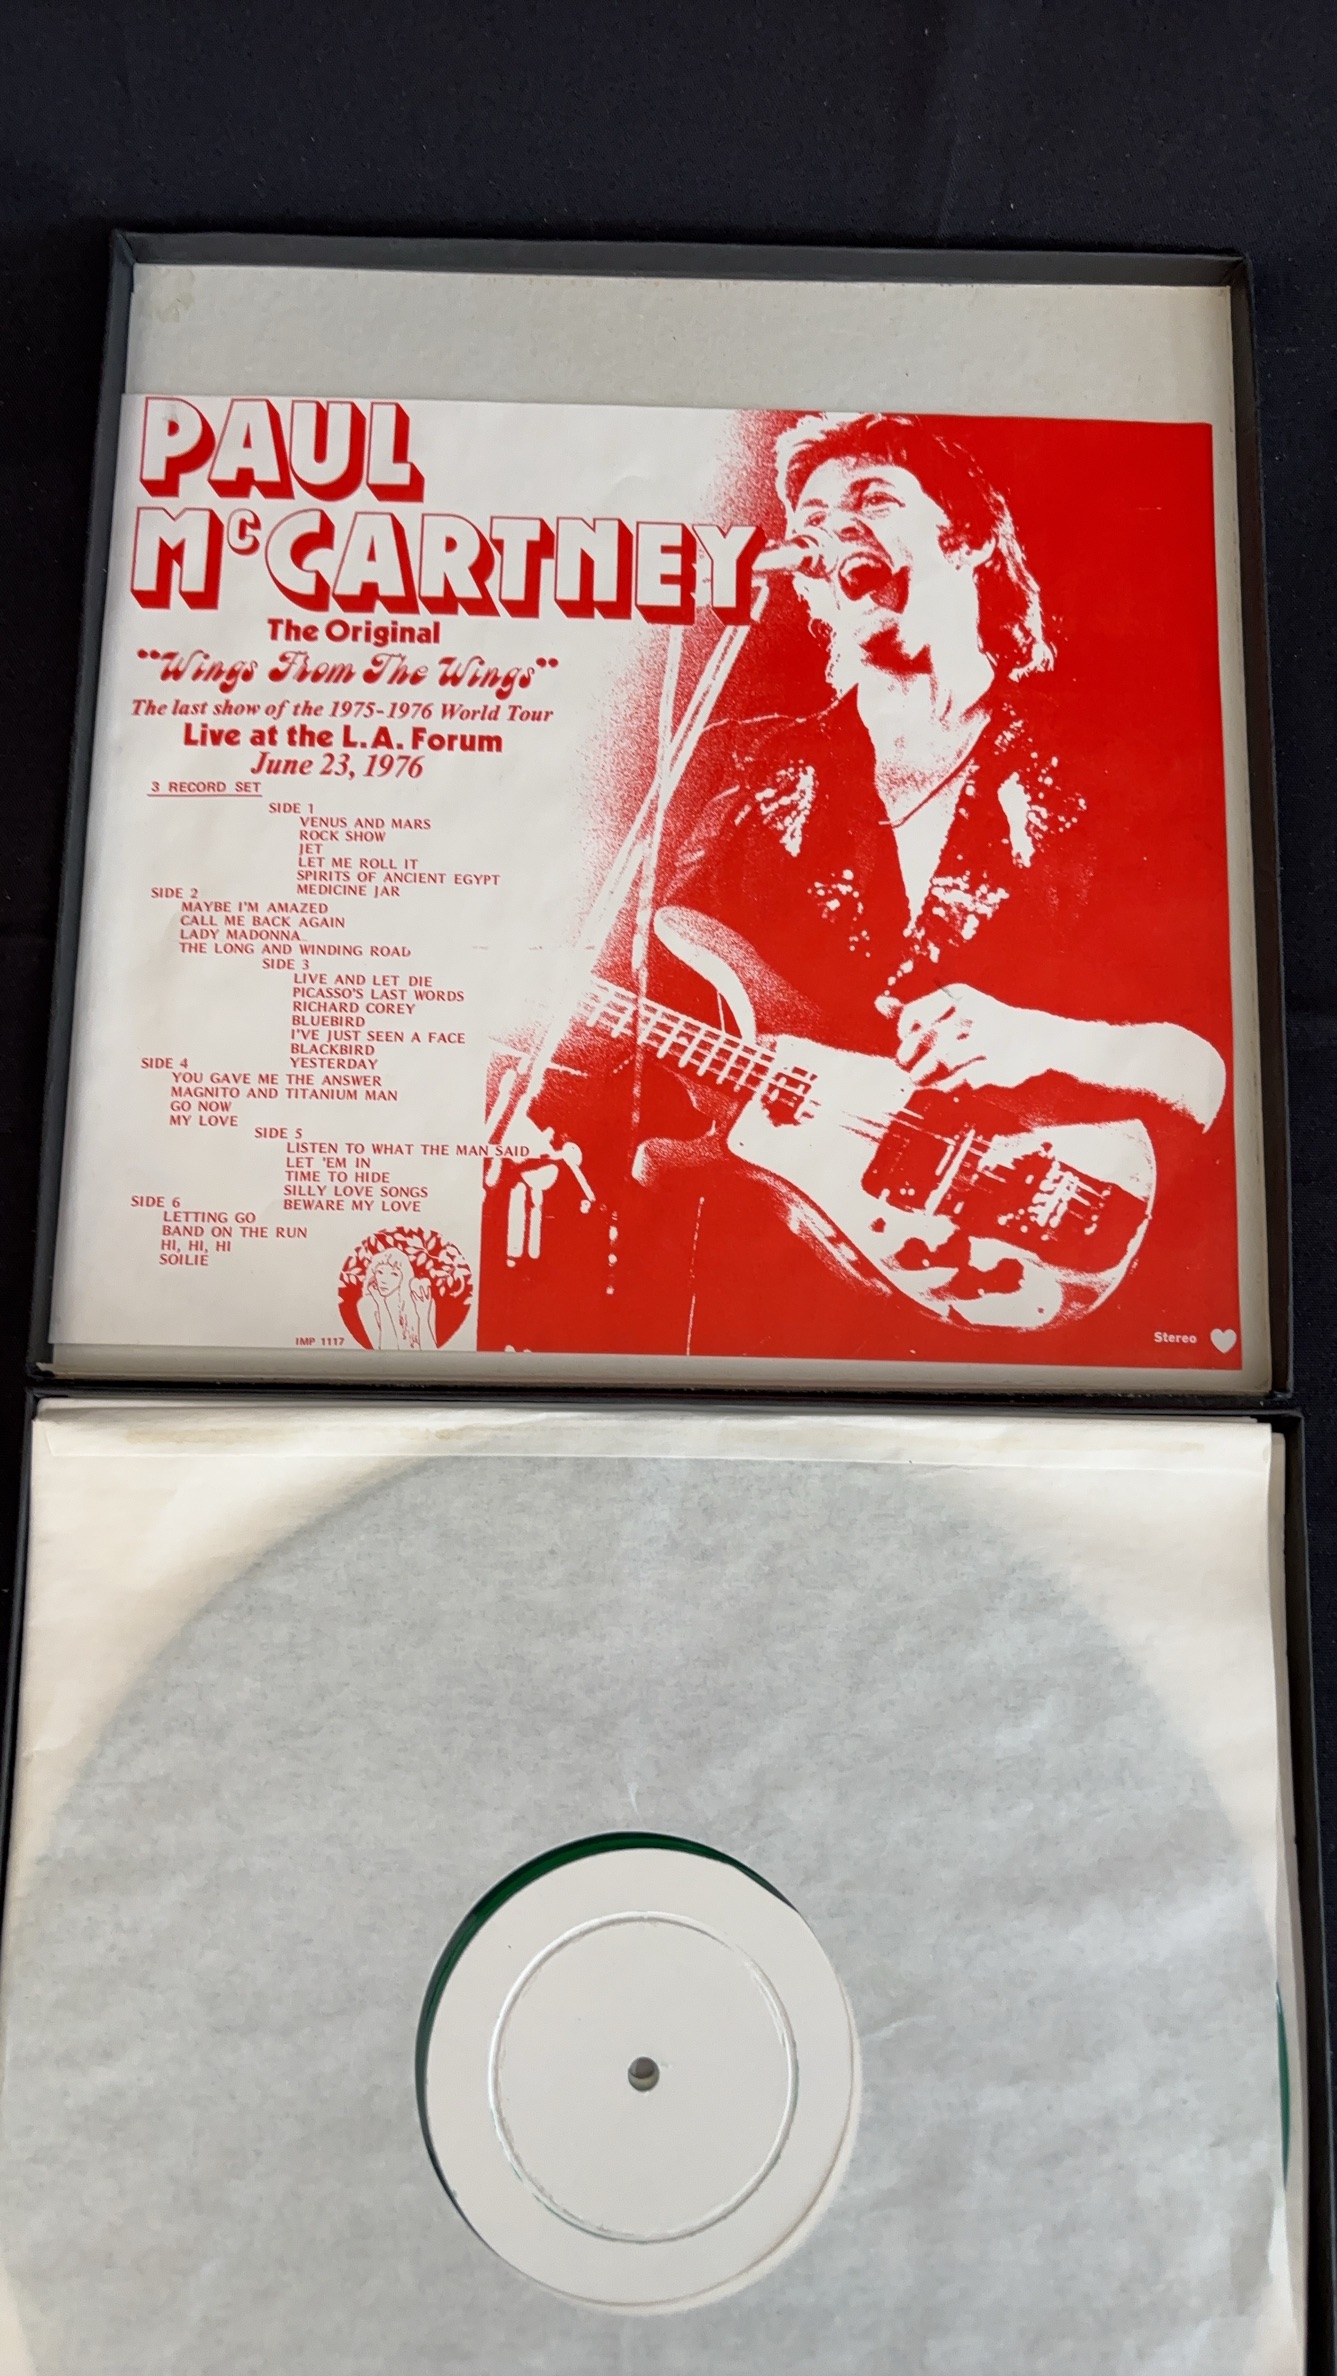 PAUL
McCARTNEY
The Original
"Wings From The Wings"
The last show of the 1975-1976 World Tour
Live at the L.A. Forum
June 23, 1976
3 RECORD SET
SIDE 1
VENUS AND MARS
ROCK SHOW
JET
LET ME ROLL IT
SPIRITS OF ANCIENT EGYPT
MEDICINE JAR
SIDE 2
MAYBE I'M AMAZED
CALL ME BACK AGAIN
LADY MADONNA
THE LONG AND WINDING ROAD
SIDE 3
LIVE AND LET DIE
PICASSO'S LAST WORDS
RICHARD COREY
BLUEBIRD
I'VE JUST SEEN A FACE
BLACKBIRD
YESTERDAY
SIDE 4
YOU GAVE ME THE ANSWER
MAGNITO AND TITANIUM MAN
GO NOW
MY LOVE
SIDE 5
LISTEN TO WHAT THE MAN SAID
LET 'EM IN
TIME TO HIDE
SILLY LOVE SONGS
BEWARE MY LOVE
SIDE 6
LETTING GO
BAND ON THE RUN
HI, HI, HI
SOILIE
IMP 1117
Stereo